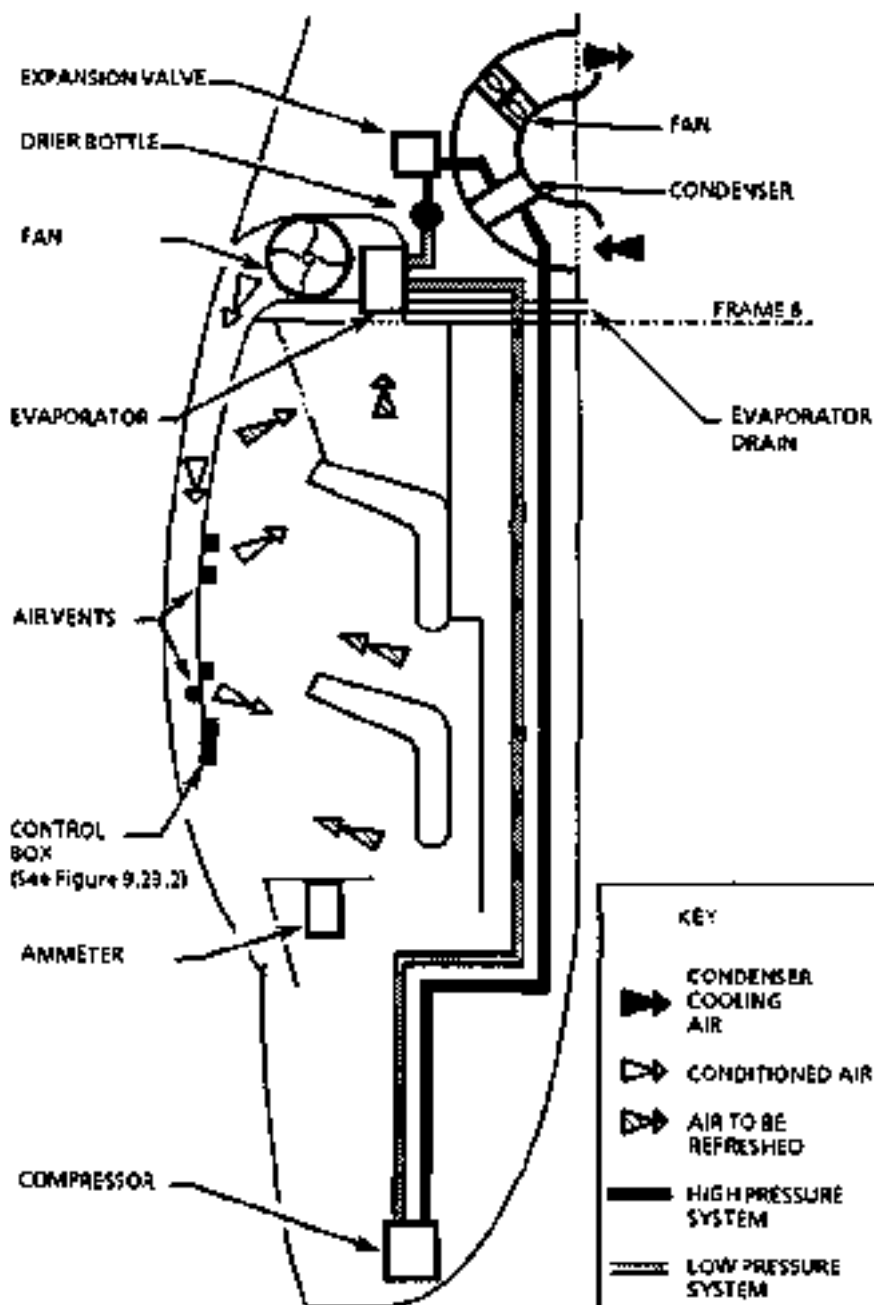 EXPANSION VALVE
DRIER BOTTLE
FAN
FAN
CONDENSER
FRAME 6
EVAPORATOR
EVAPORATOR
DRAIN
AIR VENTS
CONTROL
BOX
(See Figure 9.23.2)
AMMETER
COMPRESSOR
KEY
CONDENSER
COOLING
AIR
CONDITIONED AIR
AIR TO BE
REFRESHED
HIGH PRESSURE
SYSTEM
LOW PRESSURE
SYSTEM